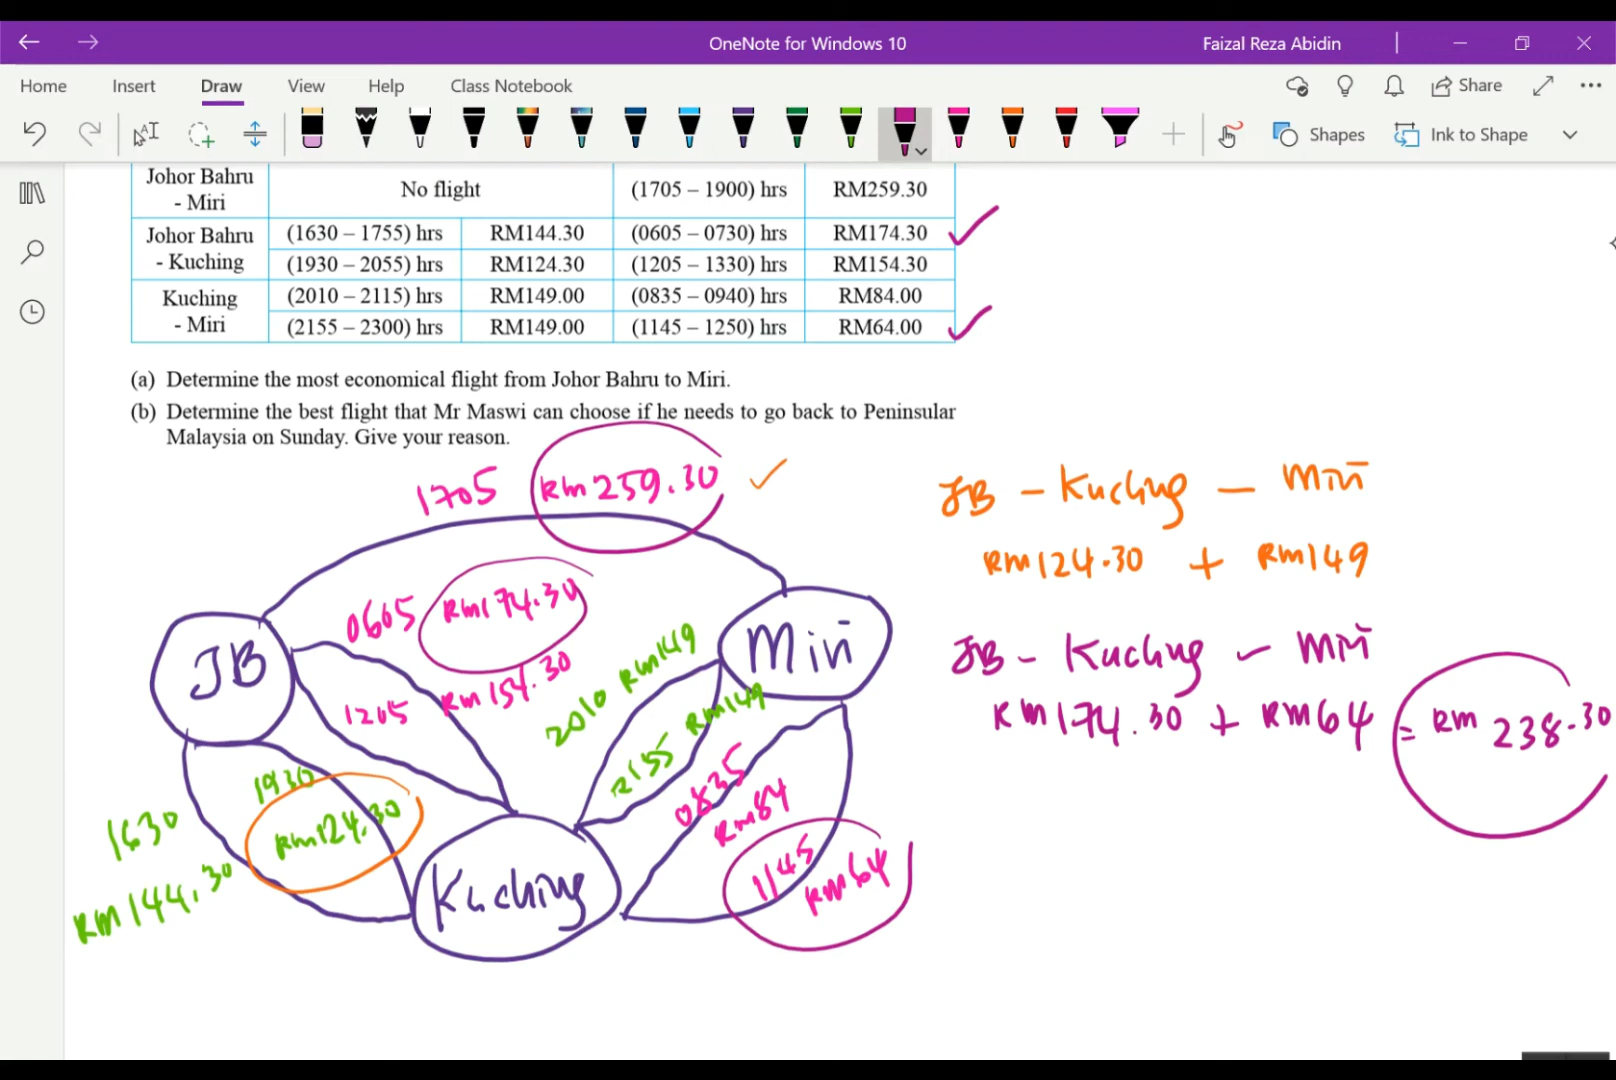 OneNote for Windows 10
Faizal Reza Abidin
Home Insert Draw View Help Class Notebook
Share
Shapes
Ink to Shape
Johor Bahru - Miri No flight (1705 – 1900) hrs RM259.30
Johor Bahru - Kuching (1630 – 1755) hrs RM144.30 (0605 – 0730) hrs RM174.30
(1930 – 2055) hrs RM124.30 (1205 – 1330) hrs RM154.30
Kuching - Miri (2010 – 2115) hrs RM149.00 (0835 – 0940) hrs RM84.00
(2155 – 2300) hrs RM149.00 (1145 – 1250) hrs RM64.00
(a) Determine the most economical flight from Johor Bahru to Miri.
(b) Determine the best flight that Mr Maswi can choose if he needs to go back to Peninsular
Malaysia on Sunday. Give your reason.
1705 RM259.30
JB - Kuching - Miri
RM124.30 + RM149
0605 RM174.30
JB
Miri
1205 RM154.30
2010 RM149
2155 RM149
JB - Kuching - Miri
RM174.30 + RM64 = RM 238.30
1630
RM144.30
1930
RM124.30
0835
RM84
1145
RM64
Kuching